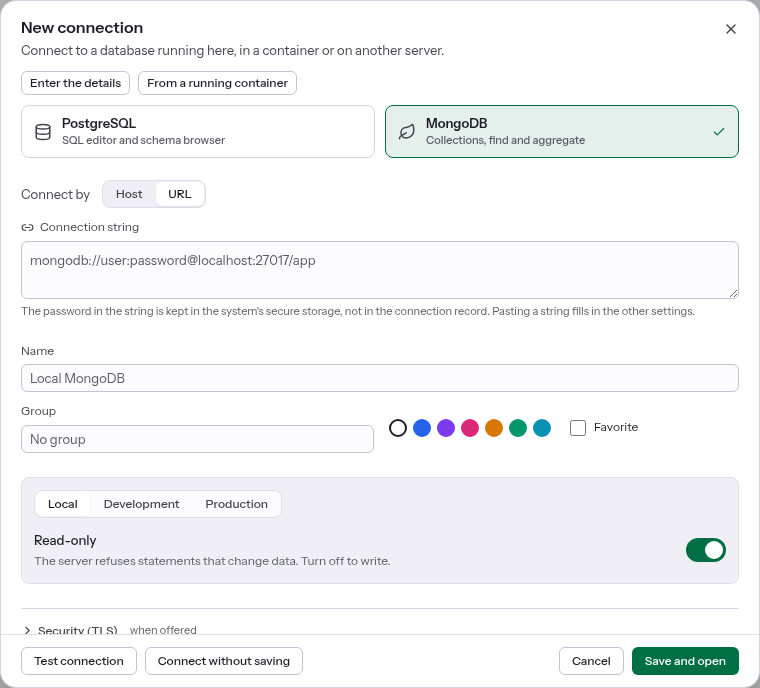 New connection
Connect to a database running here, in a container or on another server.
Enter the details
From a running container
PostgreSQL
SQL editor and schema browser
MongoDB
Collections, find and aggregate
Connect by
Host
URL
Connection string
mongodb://user:password@localhost:27017/app
The password in the string is kept in the system's secure storage, not in the connection record. Pasting a string fills in the other settings.
Name
Local MongoDB
Group
No group
Favorite
Local
Development
Production
Read-only
The server refuses statements that change data. Turn off to write.
Security (TLS)
when offered
Test connection
Connect without saving
Cancel
Save and open